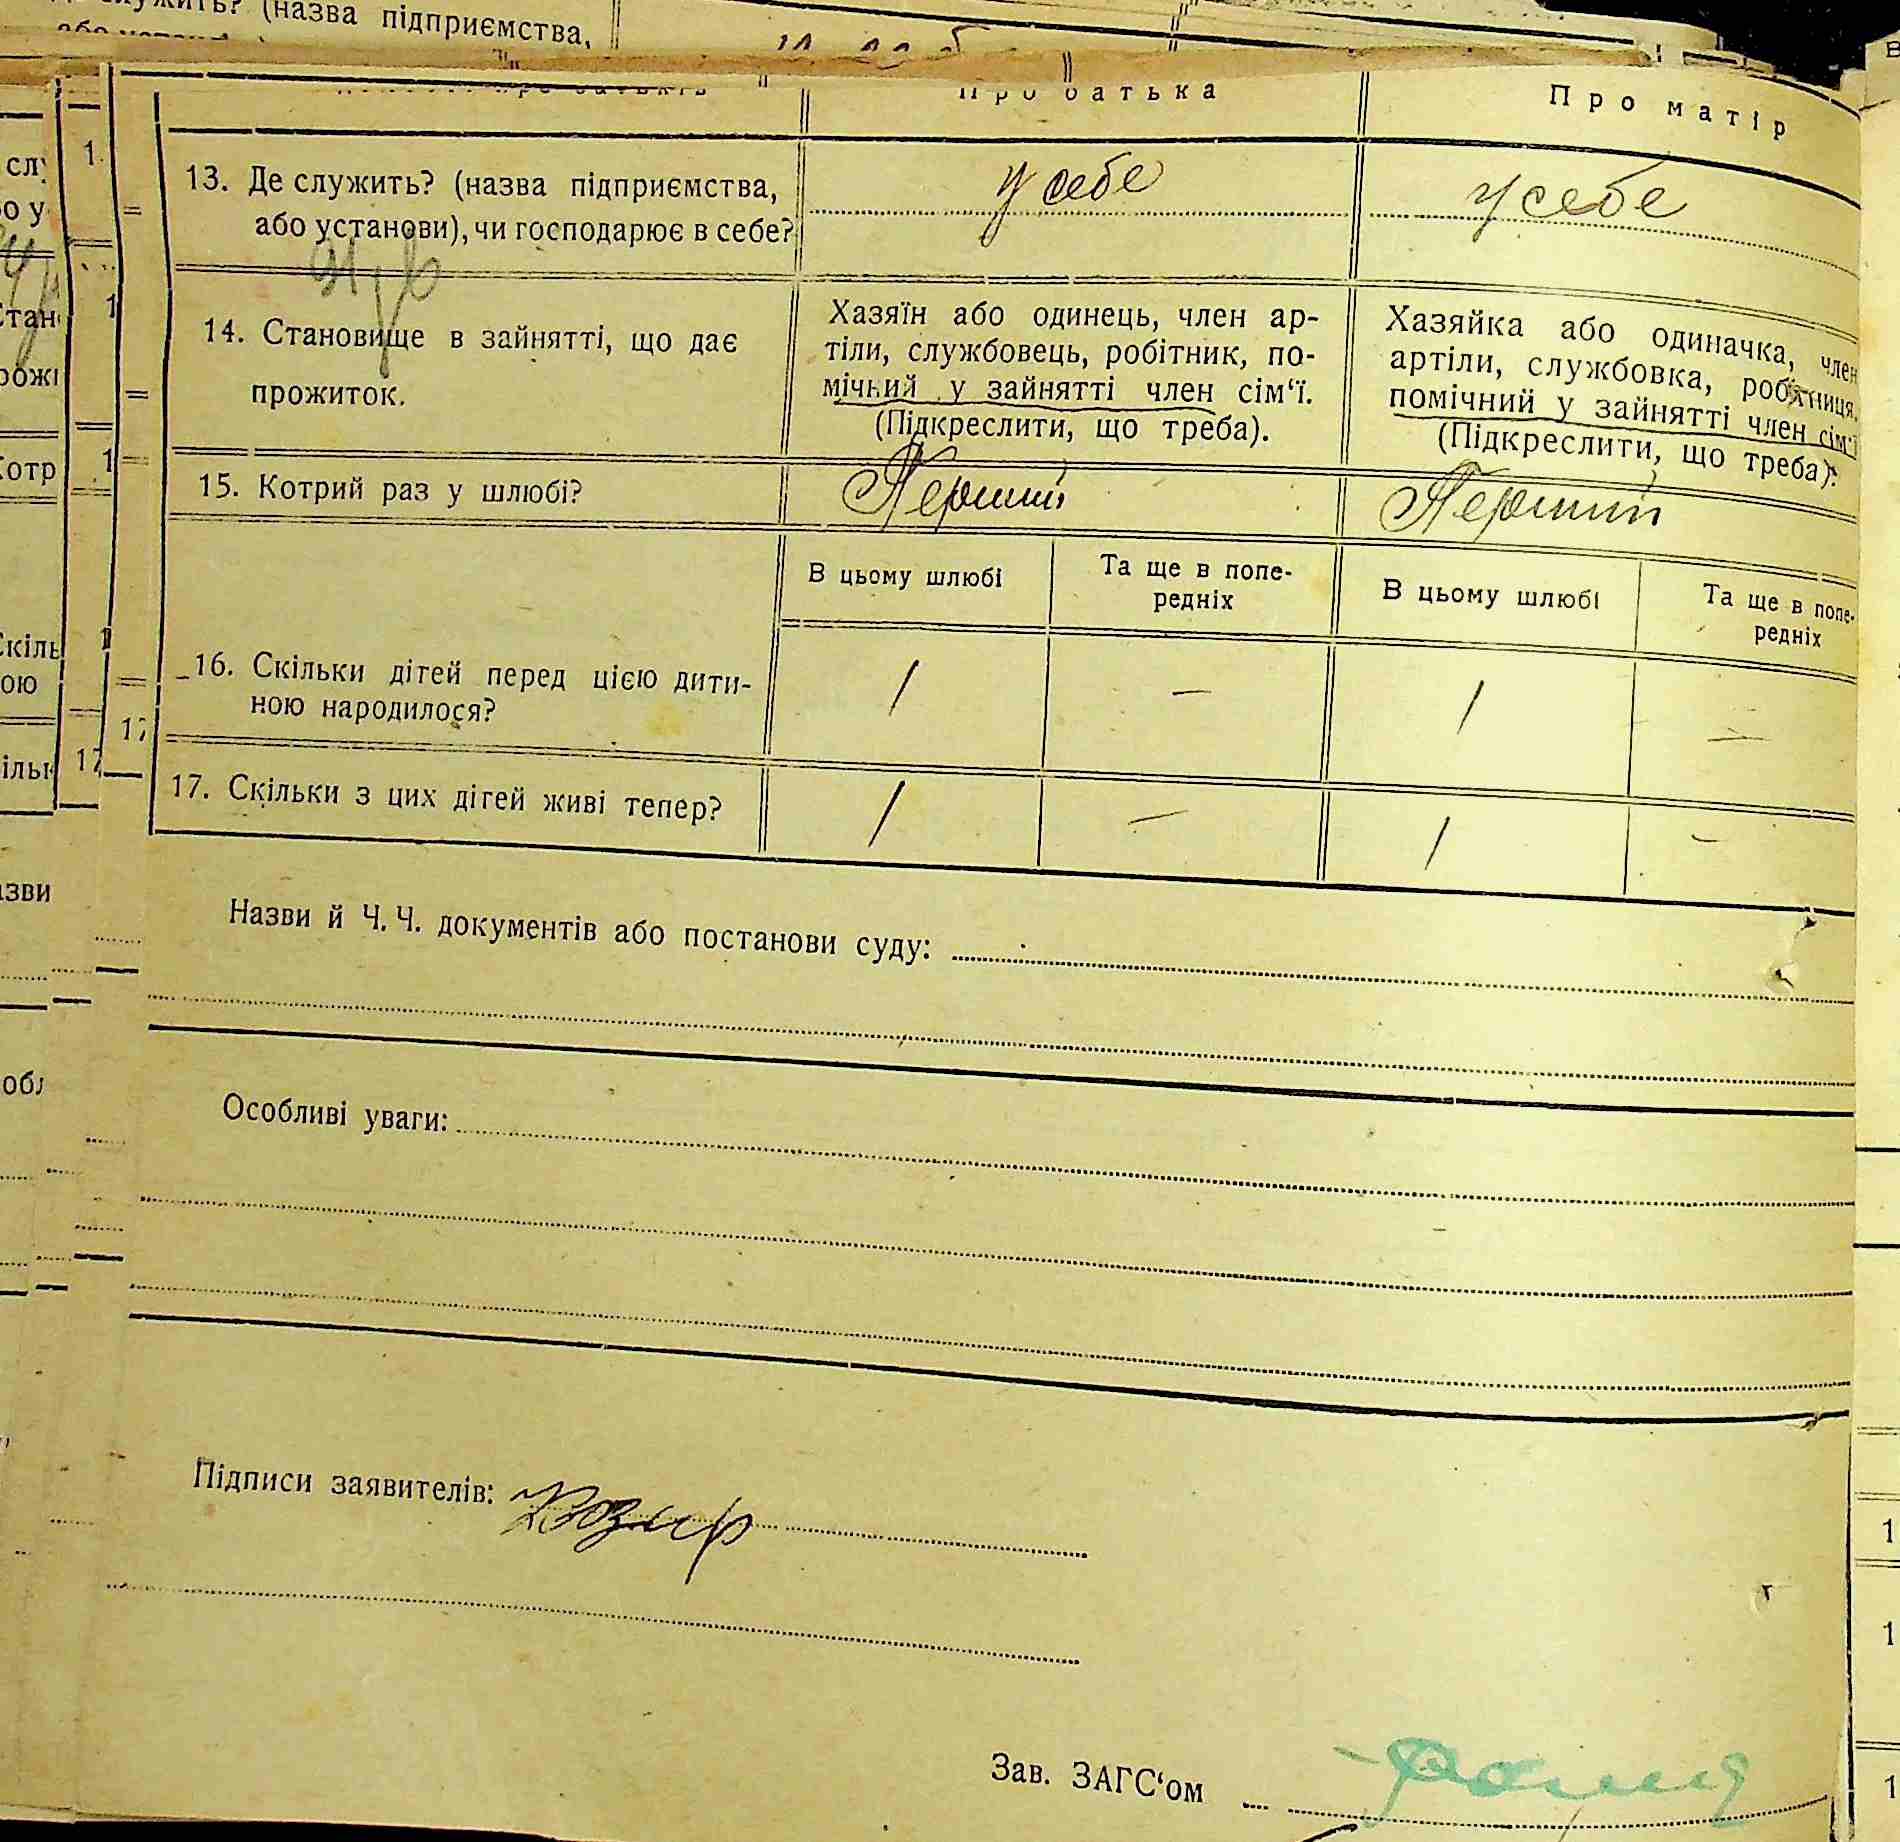 служить? (назва підприємства,
Про батька
Про матір
13. Де служить? (назва підприємства,
або установи), чи господарює в себе?
у себе
у себе
14. Становище в зайнятті, що дає
прожиток.
Хазяїн або одинець, член ар-
тіли, службовець, робітник, по-
мічний у зайнятті член сім‘ї.
(Підкреслити, що треба).
Хазяйка або одиначка, член
артіли, службовка, робітниця,
помічний у зайнятті член сім‘ї
(Підкреслити, що треба).
15. Котрий раз у шлюбі?
Перший
Перший
В цьому шлюбі
Та ще в попе-
редніх
В цьому шлюбі
Та ще в попе-
редніх
16. Скільки дітей перед цією дити-
ною народилося?
1
—
1
—
17. Скільки з цих дітей живі тепер?
1
—
1
—
Назви й Ч. Ч. документів або постанови суду:
Особливі уваги:
Підписи заявителів: Козир
Зав. ЗАГС‘ом